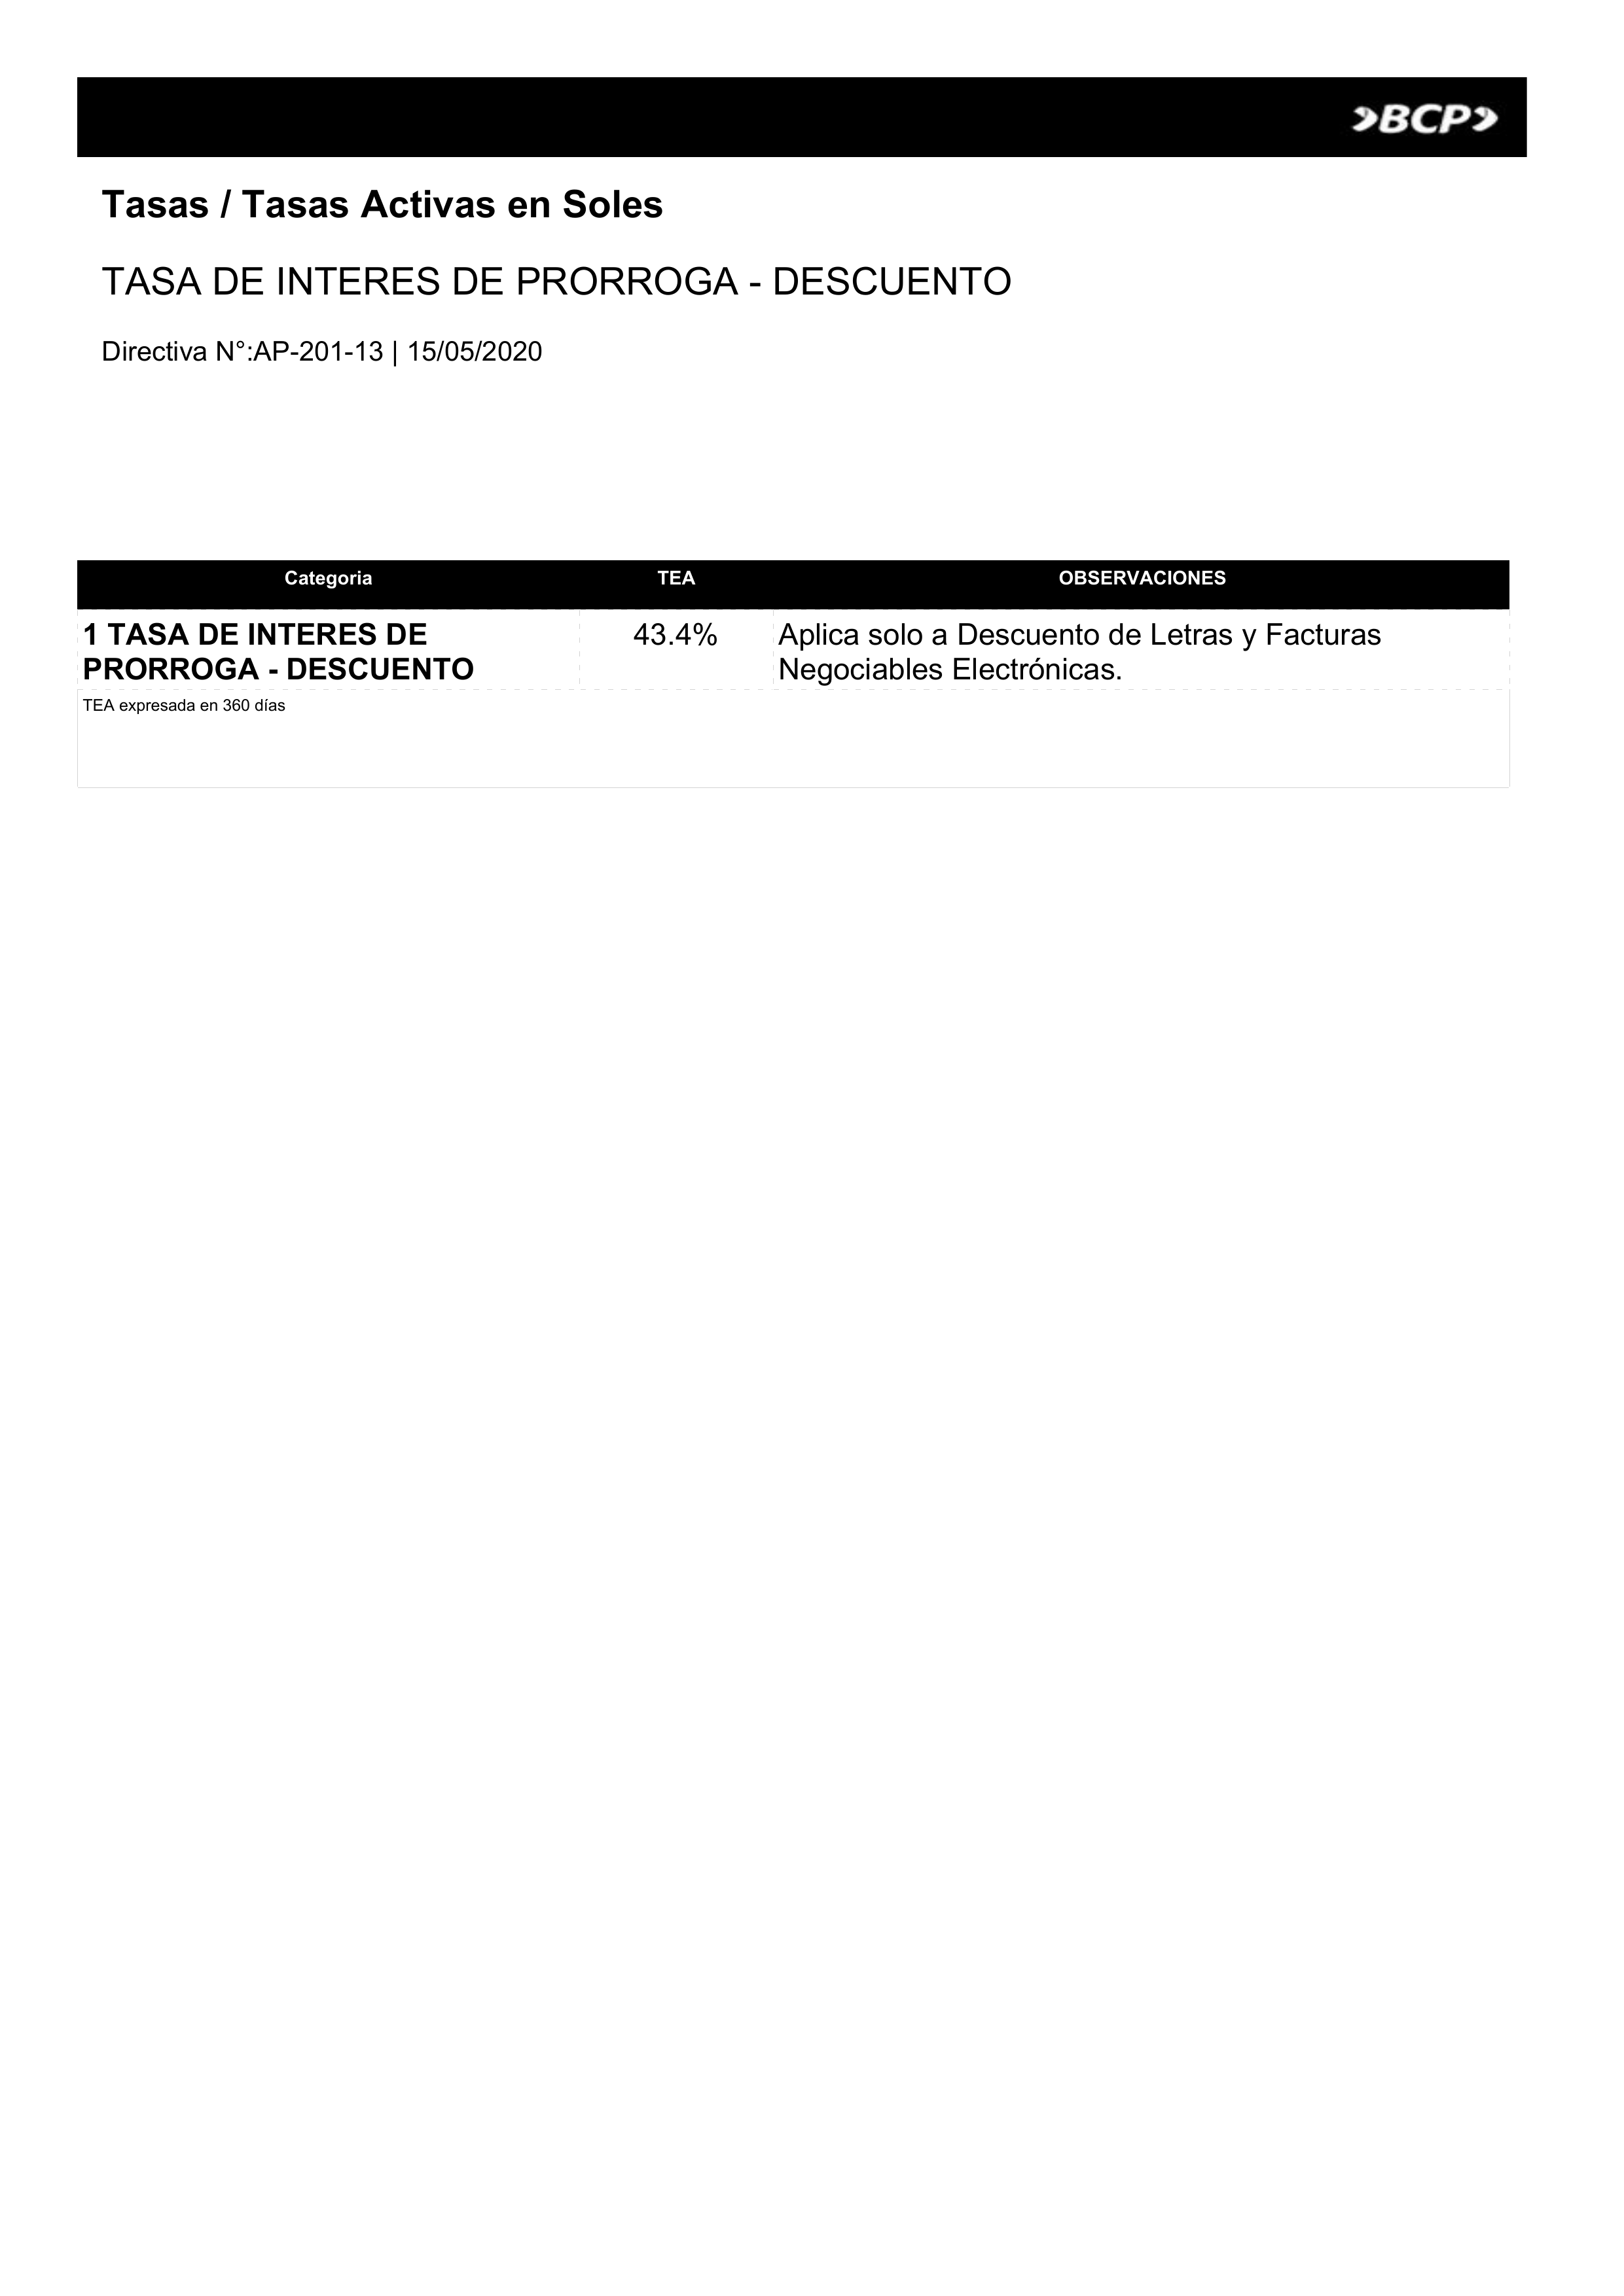 BCP
Tasas / Tasas Activas en Soles
TASA DE INTERES DE PRORROGA - DESCUENTO
Directiva N°:AP-201-13 | 15/05/2020
Categoria TEA OBSERVACIONES
1 TASA DE INTERES DE 43.4% Aplica solo a Descuento de Letras y Facturas
PRORROGA - DESCUENTO Negociables Electrónicas.
TEA expresada en 360 días